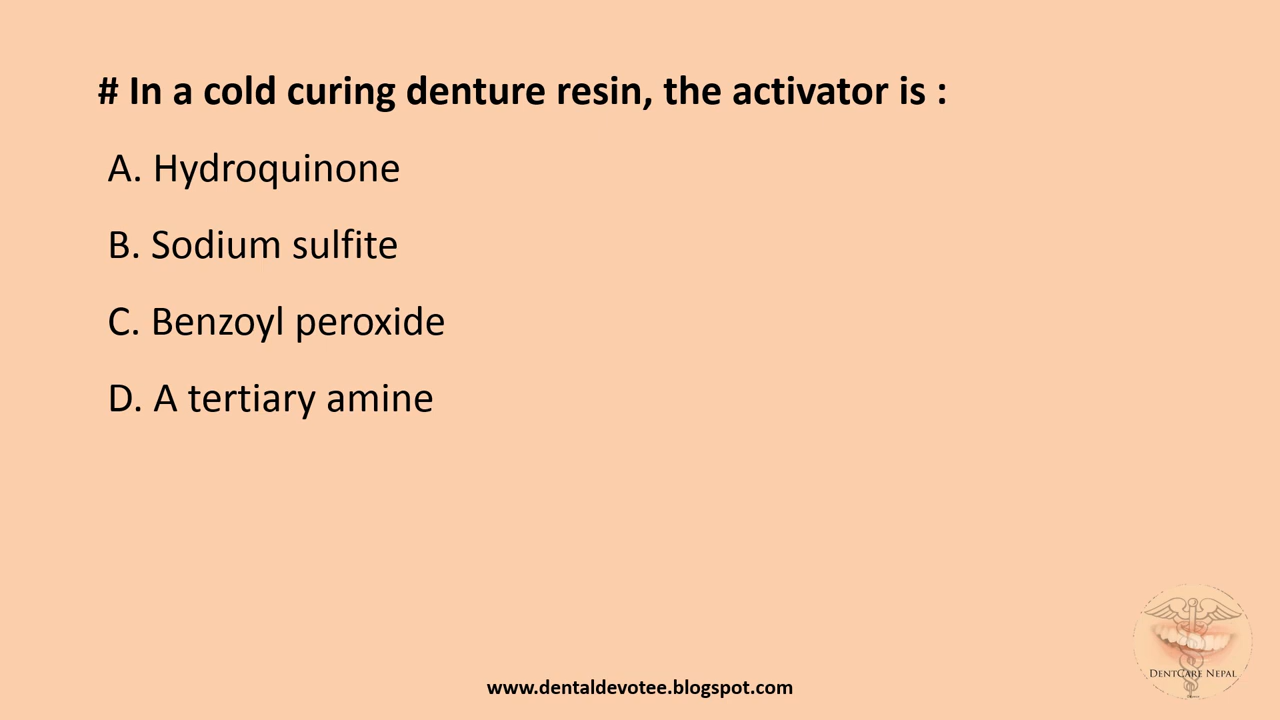 # In a cold curing denture resin, the activator is :
A. Hydroquinone
B. Sodium sulfite
C. Benzoyl peroxide
D. A tertiary amine
DentCare Nepal
www.dentaldevotee.blogspot.com